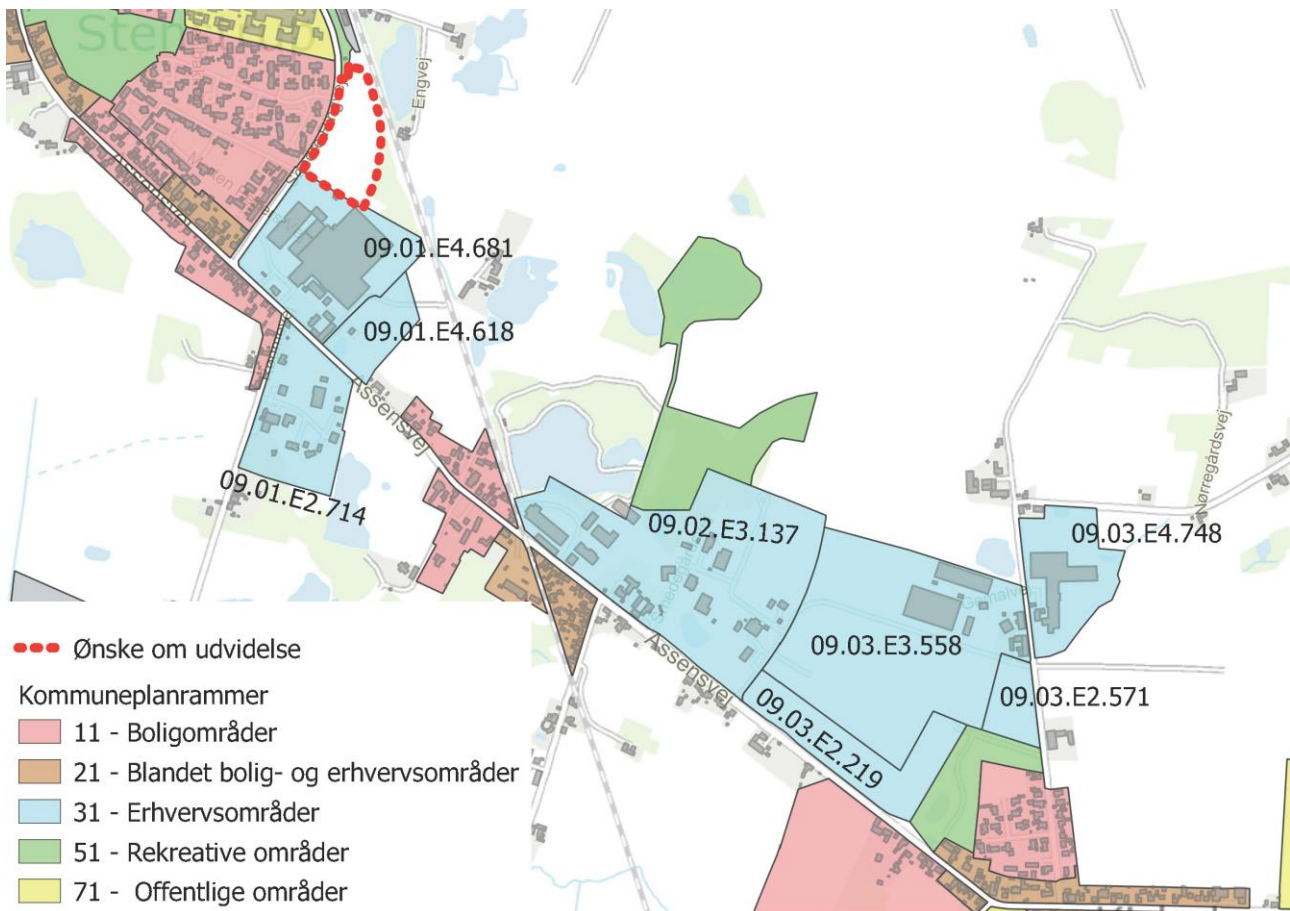 Engvej
09.01.E4.681
09.01.E4.618
Assensvej
09.01.E2.714
Nørregårdsvej
09.02.E3.137
09.03.E4.748
09.03.E3.558
09.03.E2.571
Assensvej
09.03.E2.219
Ønske om udvidelse
Kommuneplanrammer
11 - Boligområder
21 - Blandet bolig- og erhvervsområder
31 - Erhvervsområder
51 - Rekreative områder
71 - Offentlige områder